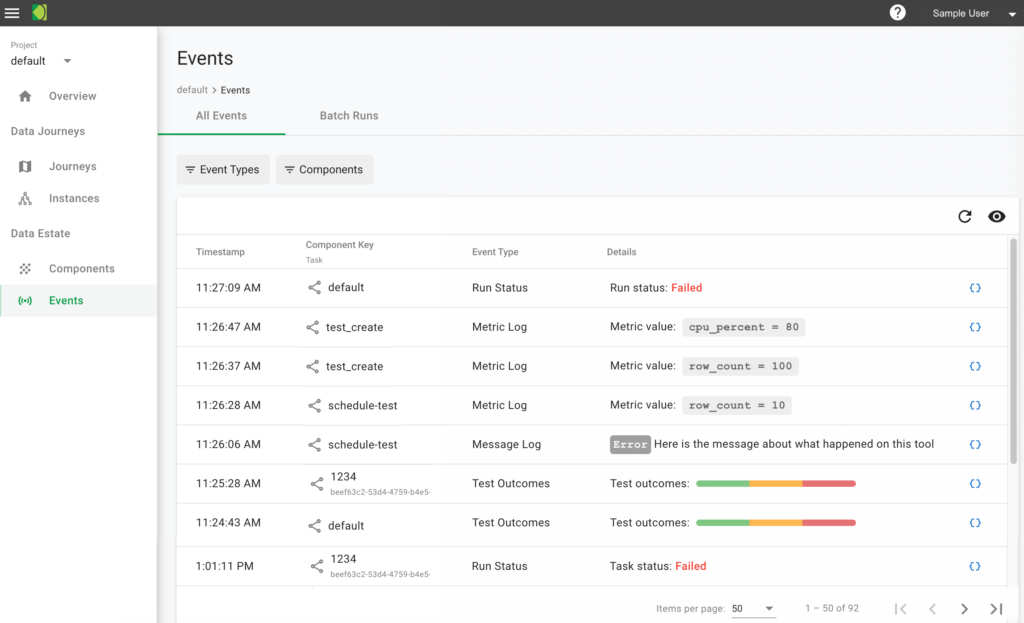 Sample User
Project
default
Overview
Data Journeys
Journeys
Instances
Data Estate
Components
Events
Events
default > Events
All Events Batch Runs
Event Types Components
Timestamp Component Key Event Type Details
Task
11:27:09 AM default Run Status Run status: Failed
11:26:47 AM test_create Metric Log Metric value: cpu_percent = 80
11:26:37 AM test_create Metric Log Metric value: row_count = 100
11:26:28 AM schedule-test Metric Log Metric value: row_count = 10
11:26:06 AM schedule-test Message Log Error Here is the message about what happened on this tool
11:25:28 AM 1234 Test Outcomes Test outcomes:
beef63c2-53d4-4759-b4e5-
11:24:43 AM default Test Outcomes Test outcomes:
1:01:11 PM 1234 Run Status Task status: Failed
beef63c2-53d4-4759-b4e5-
Items per page: 50 1 – 50 of 92